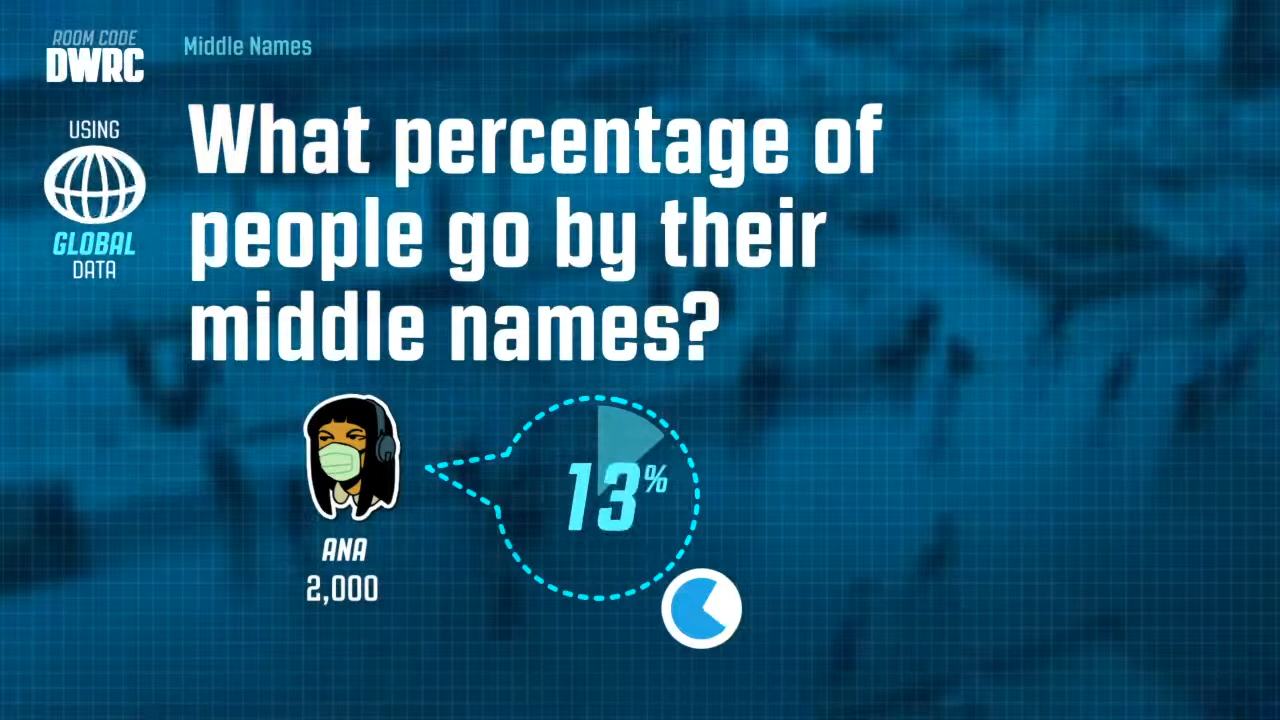 ROOM CODE
DWRC
Middle Names
USING
GLOBAL
DATA
What percentage of
people go by their
middle names?
13%
ANA
2,000